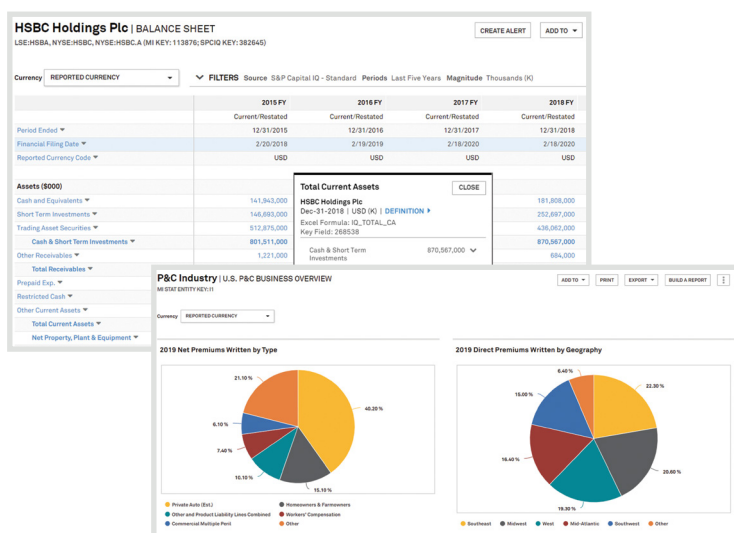 HSBC Holdings Plc | BALANCE SHEET
LSE:HSBA, NYSE:HSBC, NYSE:HSBC.A (MI KEY: 113876; SPCIQ KEY: 382645)
CREATE ALERT ADD TO
Currency REPORTED CURRENCY FILTERS Source S&P Capital IQ - Standard Periods Last Five Years Magnitude Thousands (K)
2015 FY 2016 FY 2017 FY 2018 FY
Current/Restated Current/Restated Current/Restated Current/Restated
Period Ended 12/31/2015 12/31/2016 12/31/2017 12/31/2018
Financial Filing Date 2/20/2018 2/19/2019 2/18/2020 2/18/2020
Reported Currency Code USD USD USD USD
Assets ($000)
Cash and Equivalents 141,943,000 181,808,000
Short Term Investments 146,693,000 252,697,000
Trading Asset Securities 512,875,000 436,062,000
Cash & Short Term Investments 801,511,000 870,567,000
Other Receivables 1,221,000 684,000
Total Receivables
Prepaid Exp.
Restricted Cash
Other Current Assets
Total Current Assets
Net Property, Plant & Equipment
Total Current Assets CLOSE
HSBC Holdings Plc
Dec-31-2018 | USD (K) | DEFINITION
Excel Formula: IQ_TOTAL_CA
Key Field: 268538
Cash & Short Term 870,567,000
Investments
P&C Industry | U.S. P&C BUSINESS OVERVIEW
MI STAT ENTITY KEY: I1
ADD TO PRINT EXPORT BUILD A REPORT
Currency REPORTED CURRENCY
2019 Net Premiums Written by Type
21.10 %
40.20 %
6.10 %
7.40 %
10.10 %
15.10 %
Private Auto (Est.) Homeowners & Farmowners
Other and Product Liability Lines Combined Workers' Compensation
Commercial Multiple Peril Other
2019 Direct Premiums Written by Geography
6.40 %
22.30 %
15.00 %
16.40 %
20.60 %
19.30 %
Southeast Midwest West Mid-Atlantic Southwest Other